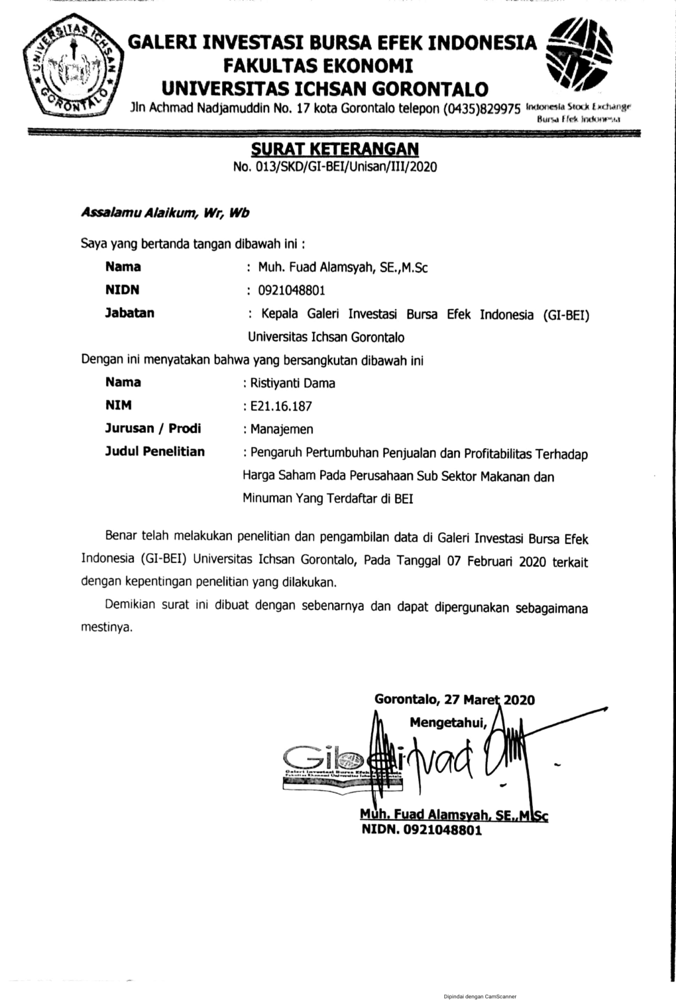 UNIVERSITAS ICHSAN
GORONTALO
GALERI INVESTASI BURSA EFEK INDONESIA
FAKULTAS EKONOMI
UNIVERSITAS ICHSAN GORONTALO
Jln Achmad Nadjamuddin No. 17 kota Gorontalo telepon (0435)829975
Indonesia Stock Exchange
Bursa Efek Indonesia
SURAT KETERANGAN
No. 013/SKD/GI-BEI/Unisan/III/2020
Assalamu Alaikum, Wr, Wb
Saya yang bertanda tangan dibawah ini :
Nama : Muh. Fuad Alamsyah, SE.,M.Sc
NIDN : 0921048801
Jabatan : Kepala Galeri Investasi Bursa Efek Indonesia (GI-BEI)
Universitas Ichsan Gorontalo
Dengan ini menyatakan bahwa yang bersangkutan dibawah ini
Nama : Ristiyanti Dama
NIM : E21.16.187
Jurusan / Prodi : Manajemen
Judul Penelitian : Pengaruh Pertumbuhan Penjualan dan Profitabilitas Terhadap
Harga Saham Pada Perusahaan Sub Sektor Makanan dan
Minuman Yang Terdaftar di BEI
Benar telah melakukan penelitian dan pengambilan data di Galeri Investasi Bursa Efek
Indonesia (GI-BEI) Universitas Ichsan Gorontalo, Pada Tanggal 07 Februari 2020 terkait
dengan kepentingan penelitian yang dilakukan.
Demikian surat ini dibuat dengan sebenarnya dan dapat dipergunakan sebagaimana
mestinya.
Gorontalo, 27 Maret 2020
Mengetahui,
Gibei
Galeri Investasi Bursa Efek
Fakultas Ekonomi Universitas Ichsan Gorontalo
Muh. Fuad Alamsyah, SE.,M.Sc
NIDN. 0921048801
Dipindai dengan CamScanner